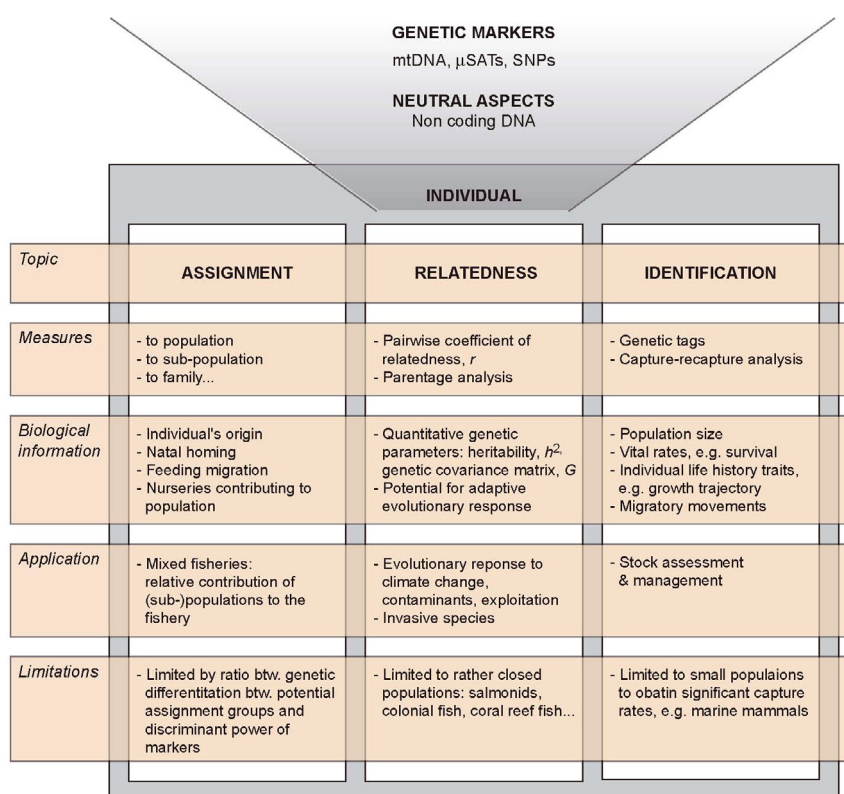 GENETIC MARKERS
mtDNA, μSATs, SNPs
NEUTRAL ASPECTS
Non coding DNA
INDIVIDUAL
Topic
ASSIGNMENT
RELATEDNESS
IDENTIFICATION
Measures
- to population
- to sub-population
- to family...
- Pairwise coefficient of
relatedness, r
- Parentage analysis
- Genetic tags
- Capture-recapture analysis
Biological
information
- Individual's origin
- Natal homing
- Feeding migration
- Nurseries contributing to
population
- Quantitative genetic
parameters: heritability, h2,
genetic covariance matrix, G
- Potential for adaptive
evolutionary response
- Population size
- Vital rates, e.g. survival
- Individual life history traits,
e.g. growth trajectory
- Migratory movements
Application
- Mixed fisheries:
relative contribution of
(sub-)populations to the
fishery
- Evolutionary reponse to
climate change,
contaminants, exploitation
- Invasive species
- Stock assessment
& management
Limitations
- Limited by ratio btw. genetic
differentitation btw. potential
assignment groups and
discriminant power of
markers
- Limited to rather closed
populations: salmonids,
colonial fish, coral reef fish...
- Limited to small populaions
to obatin significant capture
rates, e.g. marine mammals